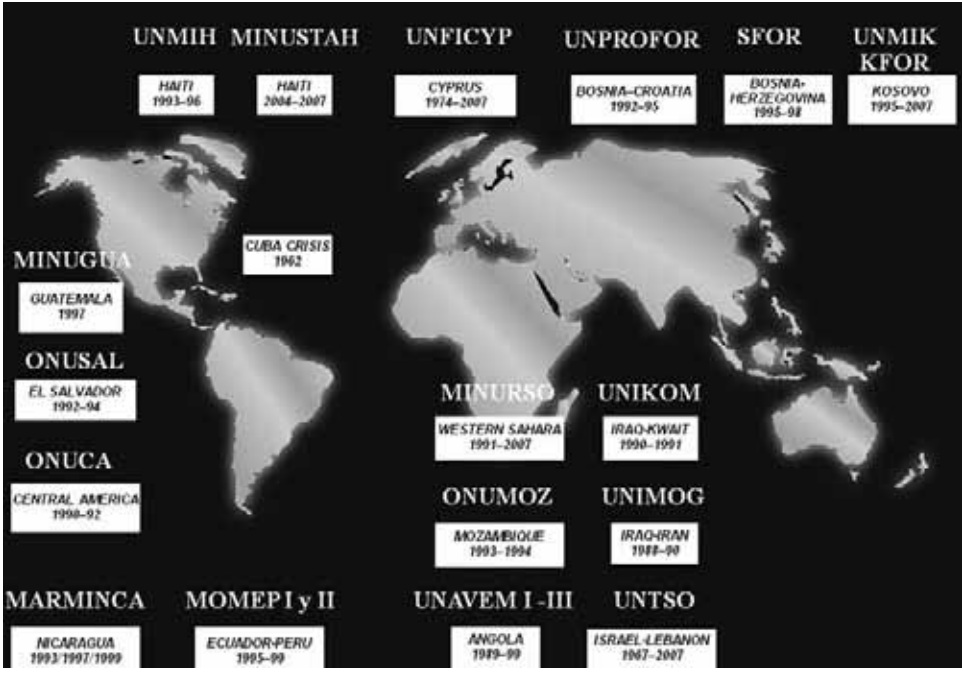 UNMIH
HAITI
1993–96
MINUSTAH
HAITI
2004–2007
UNFICYP
CYPRUS
1974–2007
UNPROFOR
BOSNIA–CROATIA
1992–95
SFOR
BOSNIA-
HERZEGOVINA
1995–98
UNMIK
KFOR
KOSOVO
1995–2007
CUBA CRISIS
1962
MINUGUA
GUATEMALA
1997
ONUSAL
EL SALVADOR
1992–94
ONUCA
CENTRAL AMERICA
1990–92
MINURSO
WESTERN SAHARA
1991–2007
UNIKOM
IRAQ-KWAIT
1990–1991
ONUMOZ
MOZAMBIQUE
1993–1994
UNIMOG
IRAQ-IRAN
1988–90
MARMINCA
NICARAGUA
1993/1997/1999
MOMEP I y II
ECUADOR-PERU
1995–99
UNAVEM I -III
ANGOLA
1989–99
UNTSO
ISRAEL-LEBANON
1967–2007